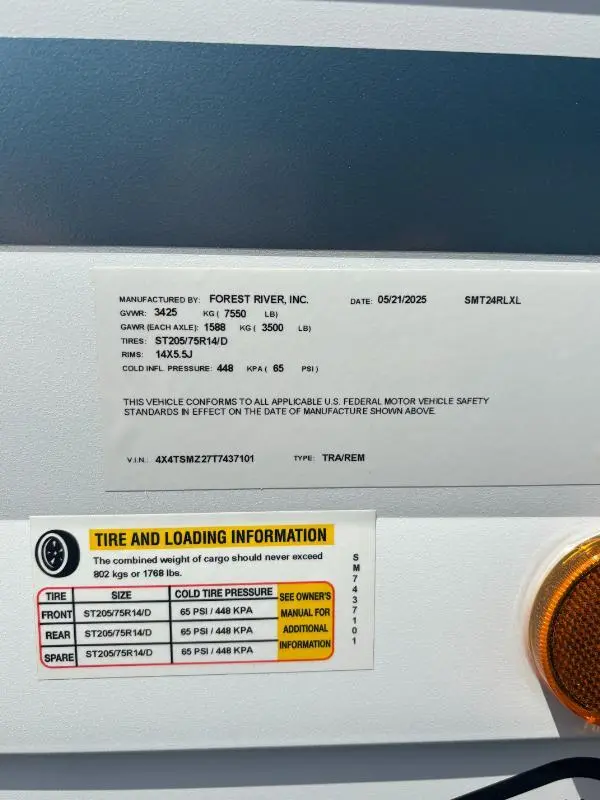 MANUFACTURED BY: FOREST RIVER, INC. DATE: 05/21/2025 SMT24RLXL
GVWR: 3425 KG ( 7550 LB)
GAWR (EACH AXLE): 1588 KG ( 3500 LB)
TIRES: ST205/75R14/D
RIMS: 14X5.5J
COLD INFL. PRESSURE: 448 KPA ( 65 PSI )
THIS VEHICLE CONFORMS TO ALL APPLICABLE U.S. FEDERAL MOTOR VEHICLE SAFETY
STANDARDS IN EFFECT ON THE DATE OF MANUFACTURE SHOWN ABOVE.
V.I.N.: 4X4TSMZ27T7437101 TYPE: TRA/REM
TIRE AND LOADING INFORMATION
The combined weight of cargo should never exceed
802 kgs or 1768 lbs.
TIRE SIZE COLD TIRE PRESSURE
FRONT ST205/75R14/D 65 PSI / 448 KPA
REAR ST205/75R14/D 65 PSI / 448 KPA
SPARE ST205/75R14/D 65 PSI / 448 KPA
SEE OWNER'S
MANUAL FOR
ADDITIONAL
INFORMATION
SM7437101